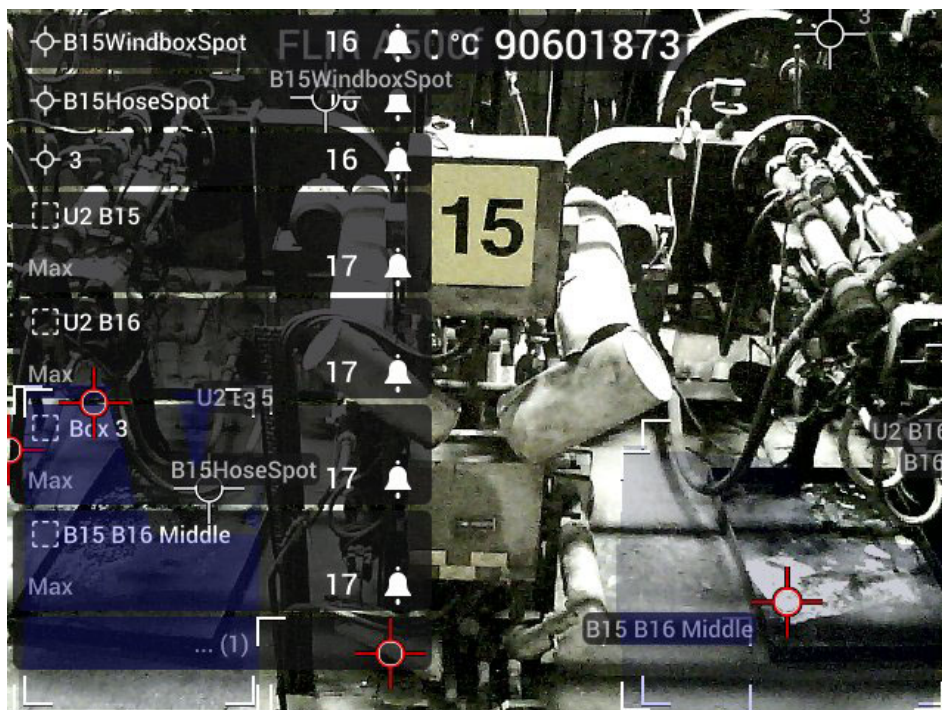 B15WindboxSpot 16 °C 90601873
B15WindboxSpot
B15HoseSpot
3
3 16
U2 B15
Max 17
U2 B16
Max 17
Box 3
Max 17
B15HoseSpot
B15 B16 Middle
Max 17
... (1)
15
U2 B16
B16
B15 B16 Middle